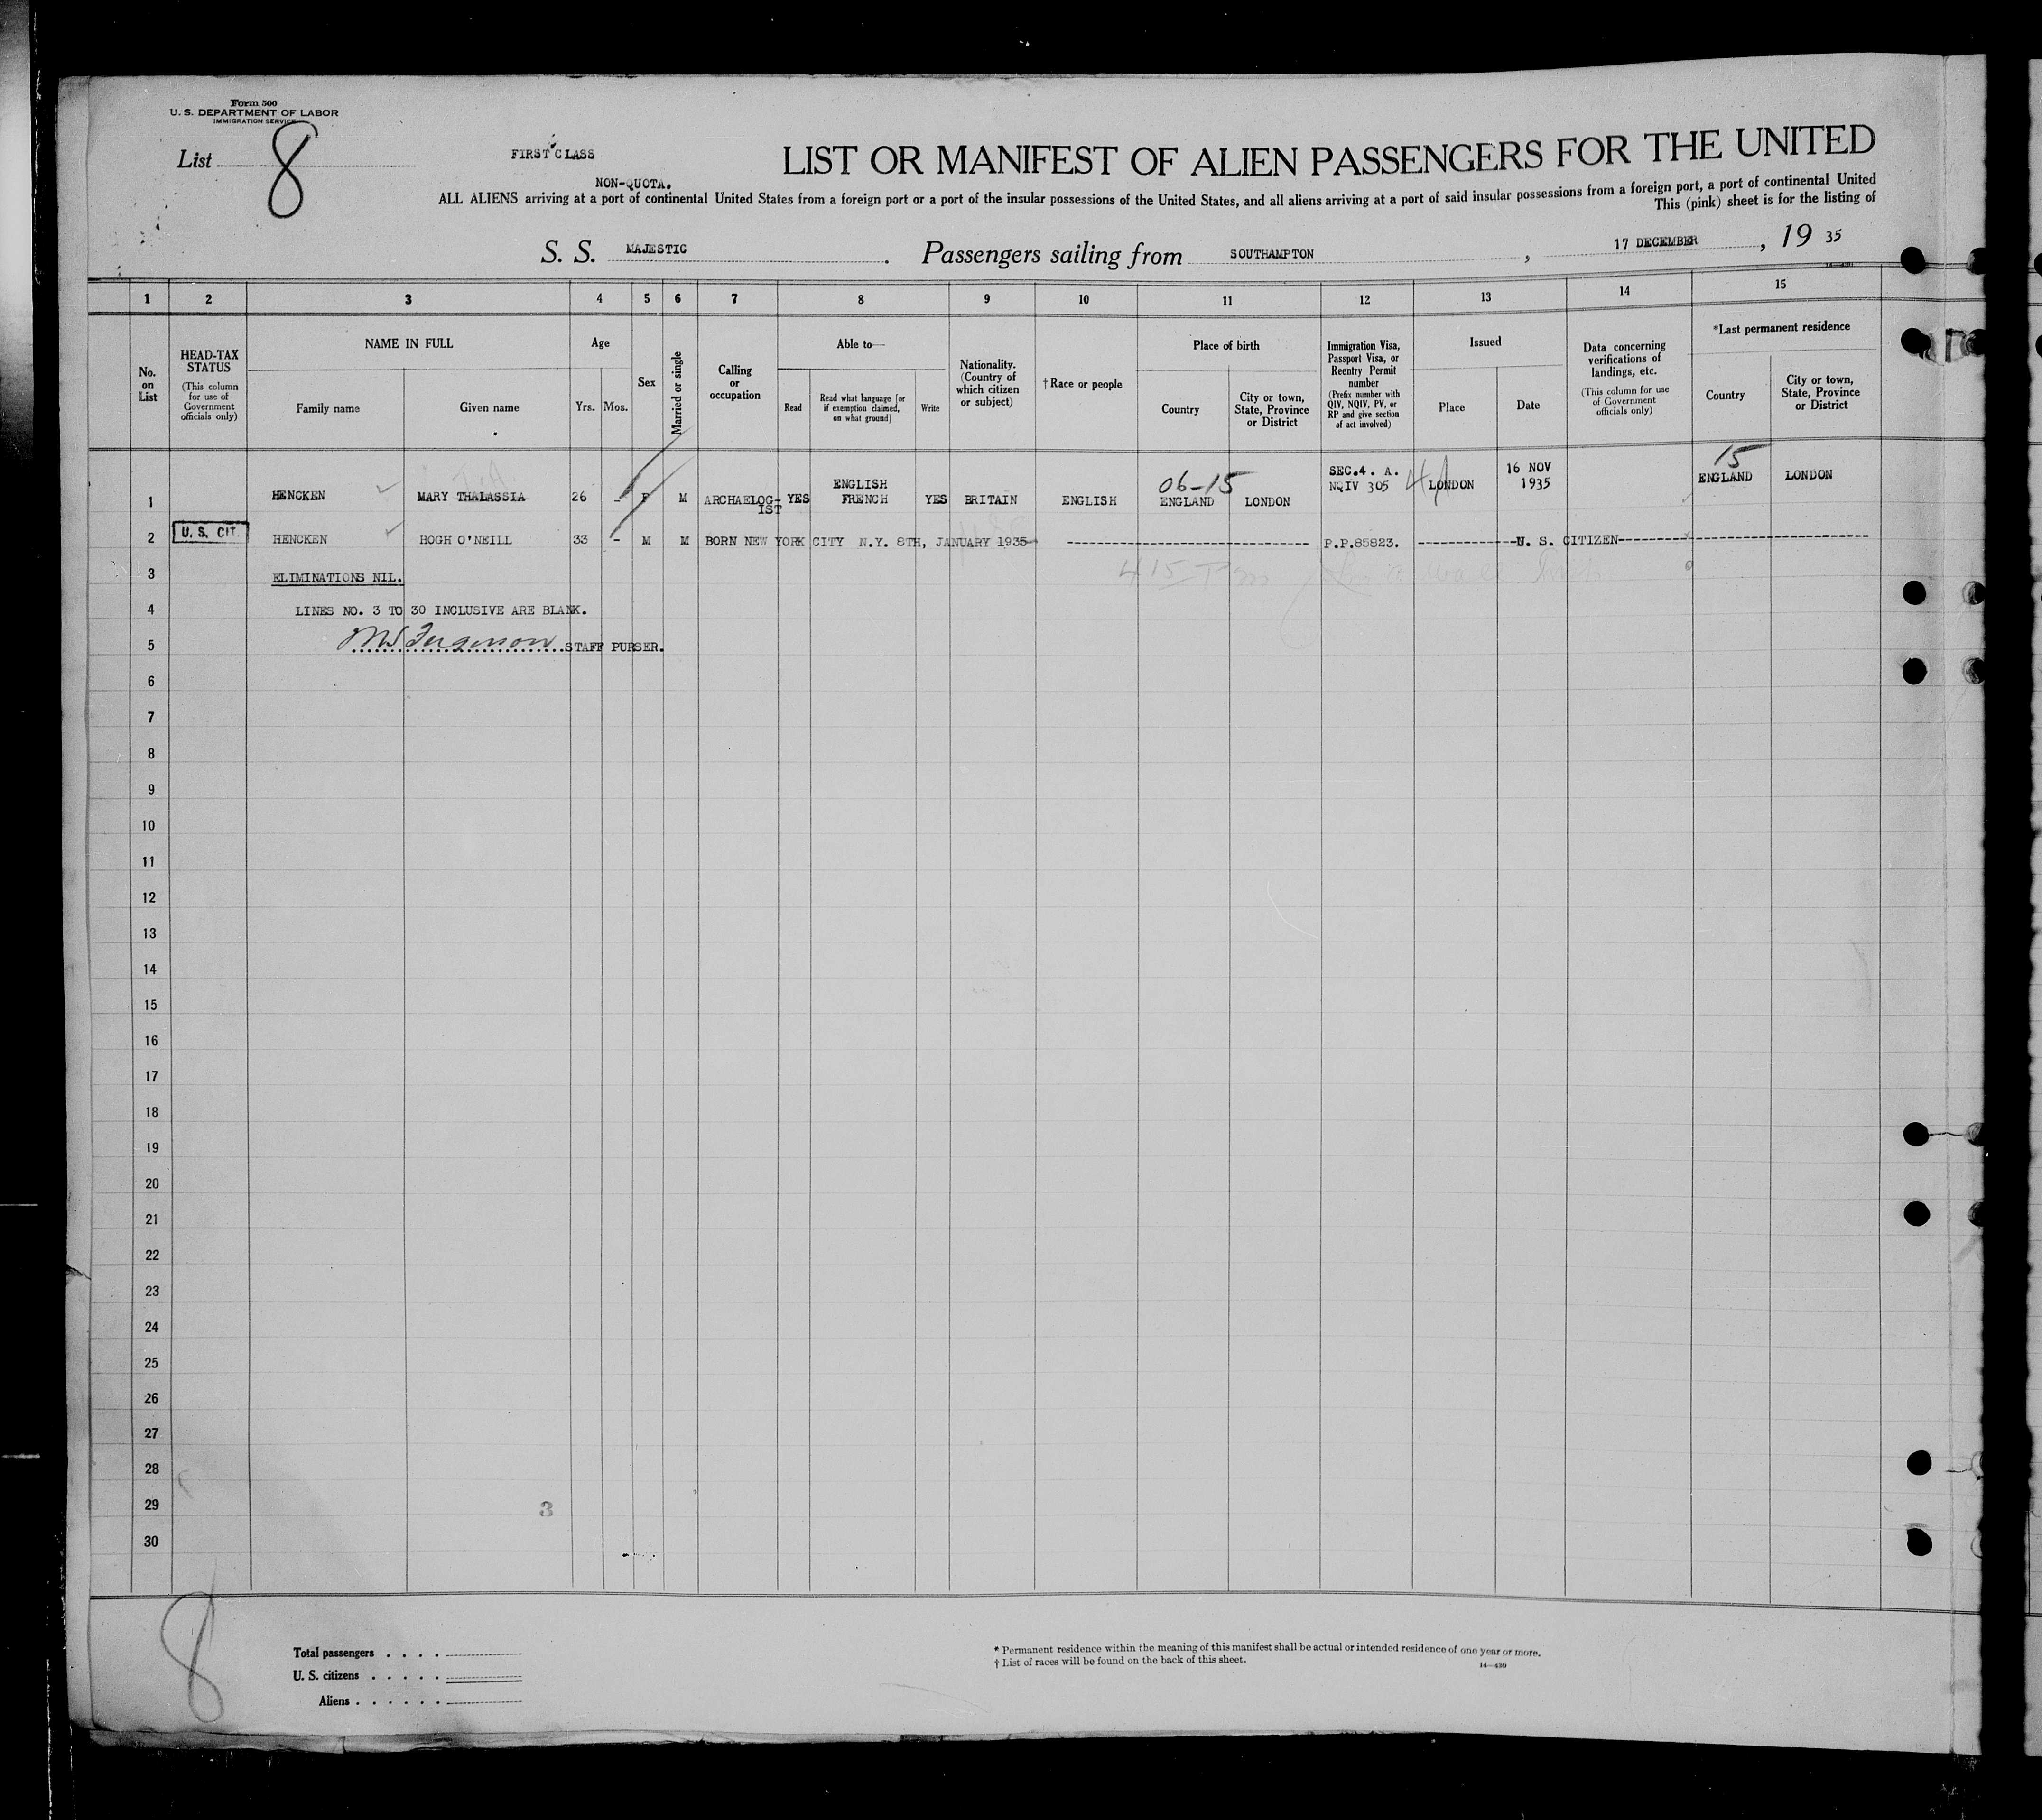 Form 500
U. S. DEPARTMENT OF LABOR
IMMIGRATION SERVICE
List 8
FIRST CLASS
NON-QUOTA.
LIST OR MANIFEST OF ALIEN PASSENGERS FOR THE UNITED
ALL ALIENS arriving at a port of continental United States from a foreign port or a port of the insular possessions of the United States, and all aliens arriving at a port of said insular possessions from a foreign port, a port of continental United
This (pink) sheet is for the listing of
S. S. MAJESTIC. Passengers sailing from SOUTHAMPTON, 17 DECEMBER, 19 35
1 2 3 4 5 6 7 8 9 10 11 12 13 14 15
No. on List
HEAD-TAX STATUS
(This column for use of Government officials only)
NAME IN FULL
Family name
Given name
Age
Yrs.
Mos.
Sex
Married or single
Calling or occupation
Able to—
Read
Read what language [or if exemption claimed, on what ground]
Write
Nationality. (Country of which citizen or subject)
†Race or people
Place of birth
Country
City or town, State, Province or District
Immigration Visa, Passport Visa, or Reentry Permit number
(Prefix number with QIV, NQIV, PV, or RP and give section of act involved)
Issued
Place
Date
Data concerning verifications of landings, etc.
(This column for use of Government officials only)
*Last permanent residence
Country
City or town, State, Province or District
1 HENCKEN MARY THALASSIA 26 - F M ARCHAELOG-IST YES ENGLISH FRENCH YES BRITAIN ENGLISH 06-15 ENGLAND LONDON SEC.4. A. NQIV 305 4A LONDON 16 NOV 1935 15 ENGLAND LONDON
2 U. S. CIT. HENCKEN HOGH O'NEILL 33 - M M BORN NEW YORK CITY N.Y. 8TH, JANUARY 1935 P.P.85823. U. S. CITIZEN
3 ELIMINATIONS NIL.
4 LINES NO. 3 TO 30 INCLUSIVE ARE BLANK.
5 Ferguson STAFF PURSER.
6
7
8
9
10
11
12
13
14
15
16
17
18
19
20
21
22
23
24
25
26
27
28
29 3
30
8
Total passengers . . . .
U. S. citizens . . . . .
Aliens . . . . . .
* Permanent residence within the meaning of this manifest shall be actual or intended residence of one year or more.
† List of races will be found on the back of this sheet.
14—430